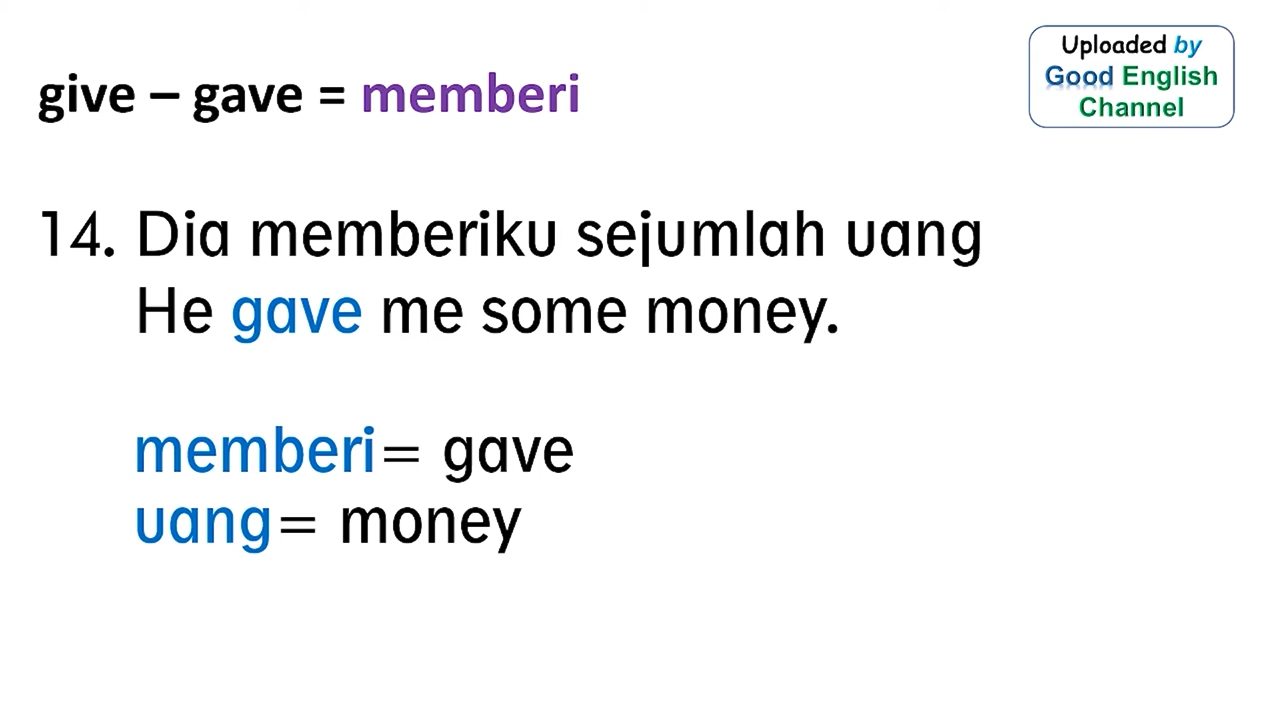 Uploaded by
Good English
Channel
give – gave = memberi
14. Dia memberiku sejumlah uang
He gave me some money.
memberi= gave
uang= money